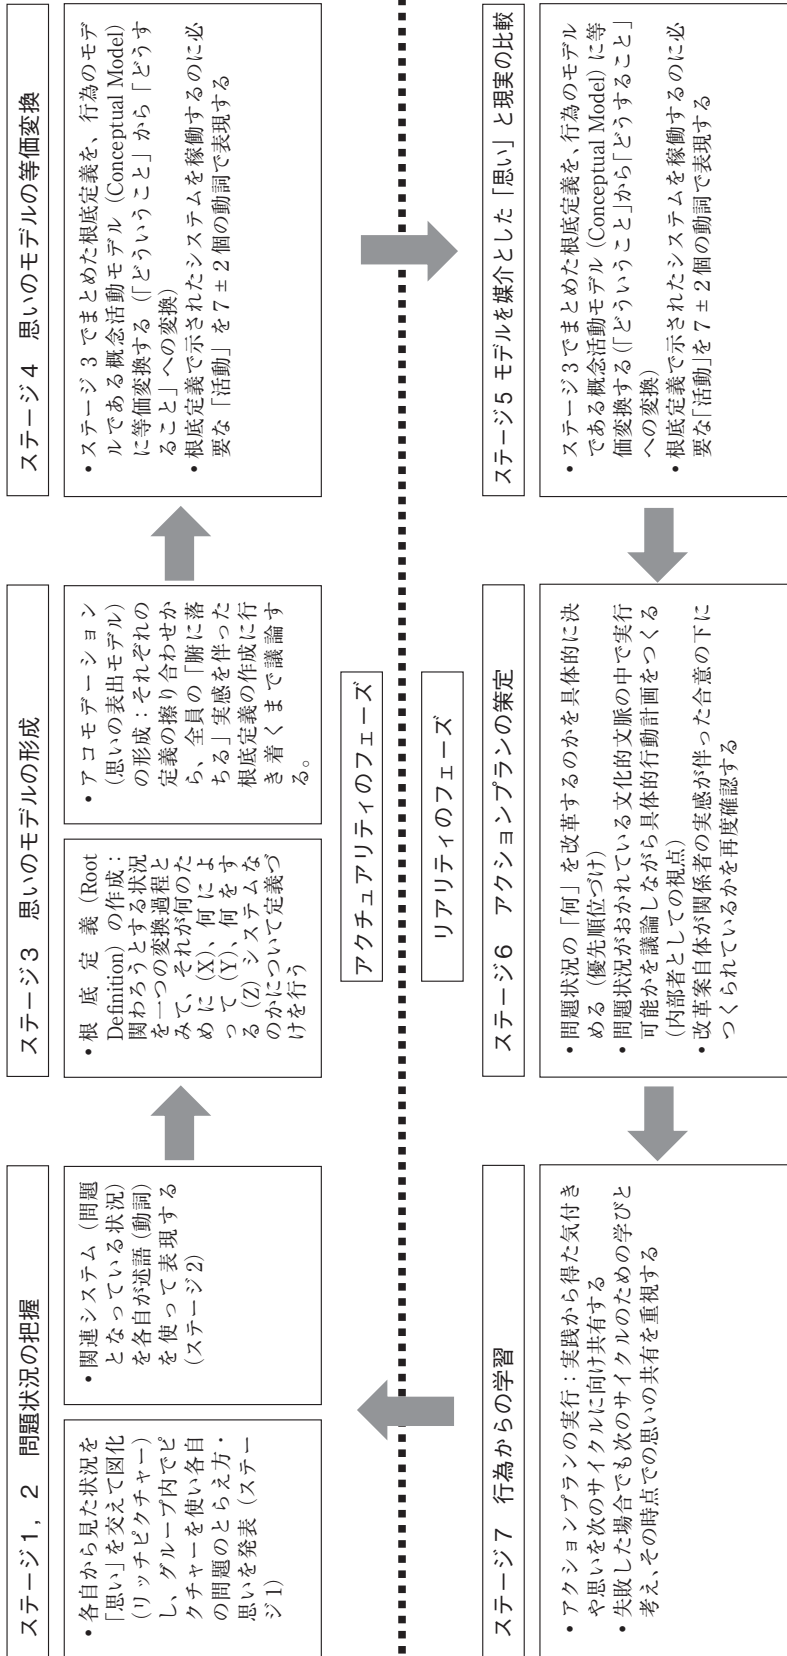 ステージ1，2　問題状況の把握
• 各自から見た状況を
「思い」を交えて図化
(リッチピクチャー)
し、グループ内でピ
クチャーを使い各自
の問題のとらえ方・
思いを発表（ステー
ジ1）
• 関連システム（問題
となっている状況）
を各自が述語（動詞）
を使って表現する
（ステージ2）
ステージ3　思いのモデルの形成
• 根底定義（Root
Definition）の作成：
関わろうとする状況
を一つの変換過程と
みて、それが何のた
めに（X)、何によ
って（Y)、何をす
る（Z）システムな
のかについて定義づ
けを行う
• アコモデーション
(思いの表出モデル)
の形成：それぞれの
定義の擦り合わせか
ら、全員の「腑に落
ちる」実感を伴った
根底定義の作成に行
き着くまで議論す
る。
ステージ4　思いのモデルの等価変換
• ステージ3でまとめた根底定義を、行為のモデ
ルである概念活動モデル（Conceptual Model）
に等価変換する（「どういうこと」から「どうす
ること」への変換）
• 根底定義で示されたシステムを稼働するのに必
要な「活動」を7±2個の動詞で表現する
アクチュアリティのフェーズ
リアリティのフェーズ
ステージ5 モデルを媒介とした「思い」と現実の比較
• ステージ3でまとめた根底定義を、行為のモデル
である概念活動モデル（Conceptual Model）に等
価変換する（「どういうこと」から「どうすること」
への変換）
• 根底定義で示されたシステムを稼働するのに必
要な「活動」を7±2個の動詞で表現する
ステージ6　アクションプランの策定
• 問題状況の「何」を改革するのかを具体的に決
める（優先順位づけ）
• 問題状況がおかれている文化的文脈の中で実行
可能かを議論しながら具体的行動計画をつくる
(内部者としての視点)
• 改革案自体が関係者の実感が伴った合意の下に
つくられているかを再度確認する
ステージ7　行為からの学習
• アクションプランの実行：実践から得た気付き
や思いを次のサイクルに向け共有する
• 失敗した場合でも次のサイクルのための学びと
考え、その時点での思いの共有を重視する